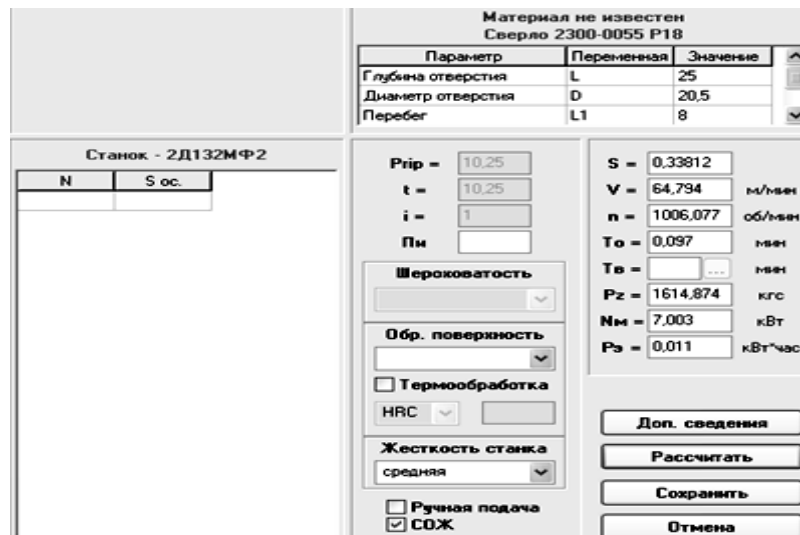 Материал не известен
Сверло 2300-0055 Р18
Параметр Переменная Значение
Глубина отверстия L 25
Диаметр отверстия D 20,5
Перебег L1 8
Станок - 2Д132МФ2
N S ос.
Prip = 10,25
t = 10,25
i = 1
Пи
Шероховатость
Обр. поверхность
Термообработка
HRC
Жесткость станка
средняя
Ручная подача
СОЖ
S = 0,33812
V = 64,794 м/мин
n = 1006,077 об/мин
То = 0,097 мин
Тв = ... мин
Pz = 1614,874 кгс
Nм = 7,003 кВт
Рэ = 0,011 кВт*час
Доп. сведения
Рассчитать
Сохранить
Отмена